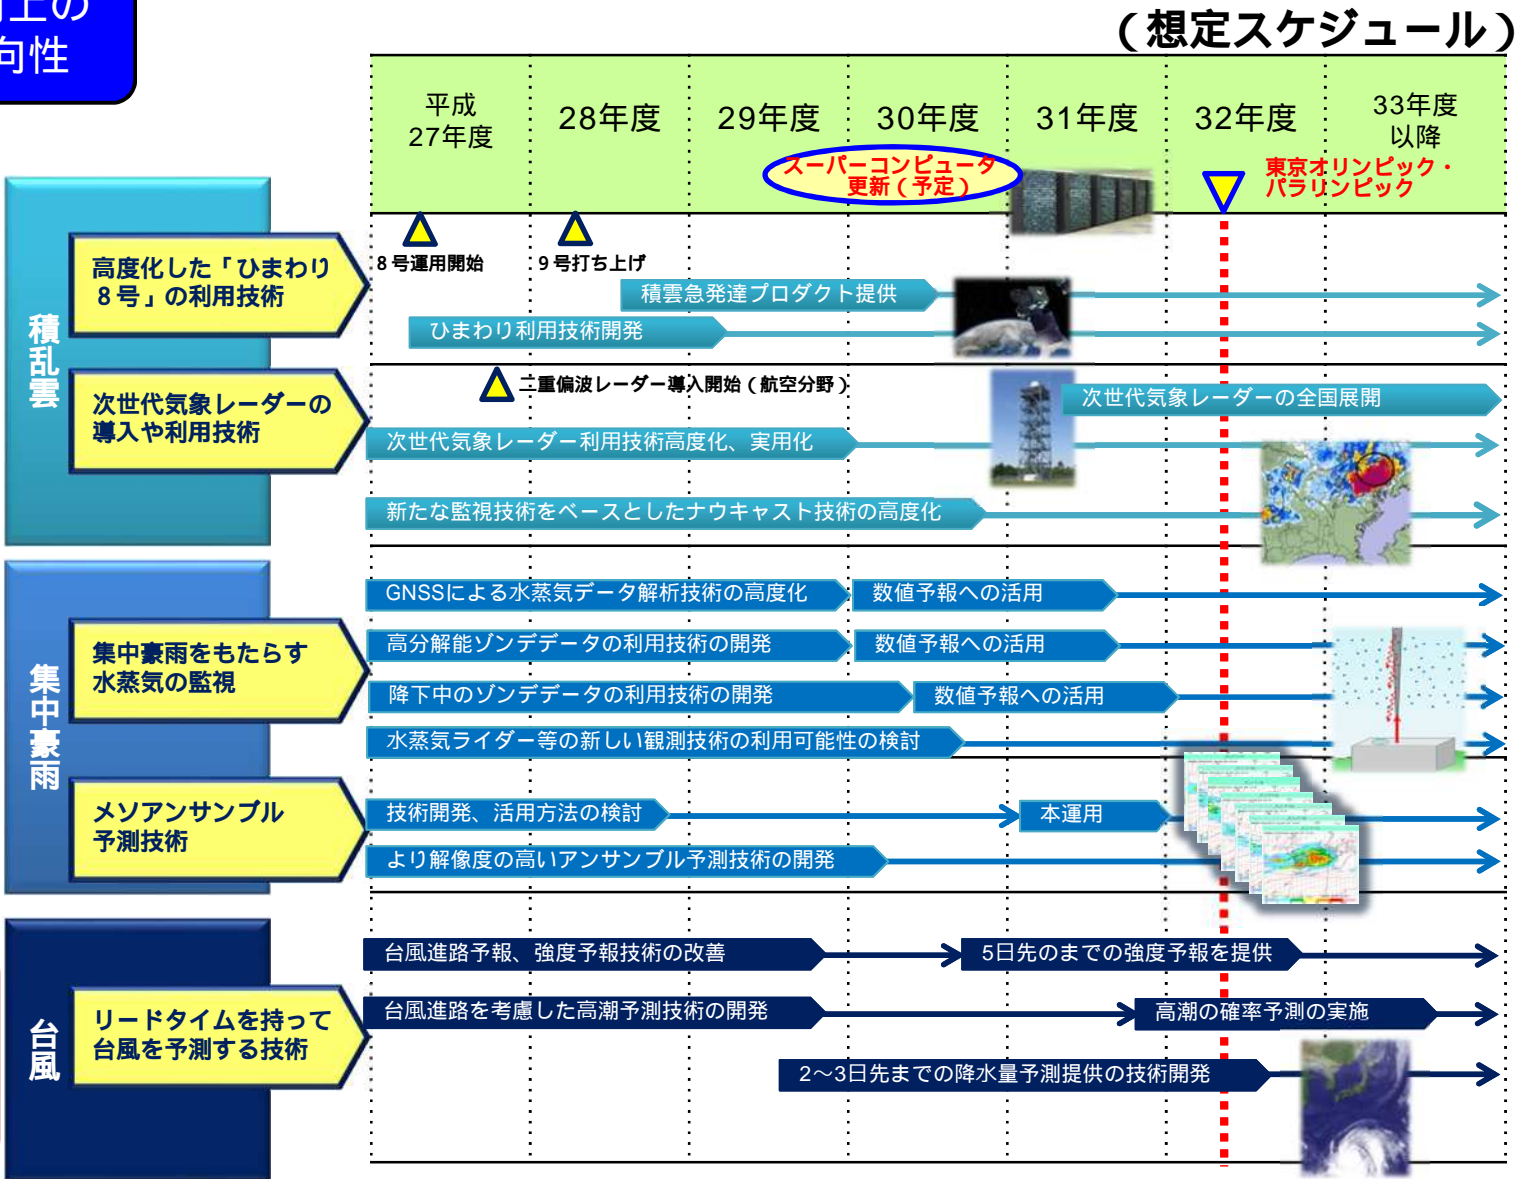 向性
（想定スケジュール）
平成
27年度
28年度
29年度
30年度
31年度
32年度
33年度
以降
スーパーコンピュータ
更新（予定）
東京オリンピック・
パラリンピック
積乱雲
高度化した「ひまわり
８号」の利用技術
８号運用開始
９号打ち上げ
積雲急発達プロダクト提供
ひまわり利用技術開発
次世代気象レーダーの
導入や利用技術
二重偏波レーダー導入開始（航空分野）
次世代気象レーダーの全国展開
次世代気象レーダー利用技術高度化、実用化
新たな監視技術をベースとしたナウキャスト技術の高度化
集中豪雨
集中豪雨をもたらす
水蒸気の監視
GNSSによる水蒸気データ解析技術の高度化
数値予報への活用
高分解能ゾンデデータの利用技術の開発
数値予報への活用
降下中のゾンデデータの利用技術の開発
数値予報への活用
水蒸気ライダー等の新しい観測技術の利用可能性の検討
メソアンサンブル
予測技術
技術開発、活用方法の検討
本運用
より解像度の高いアンサンブル予測技術の開発
台風
リードタイムを持って
台風を予測する技術
台風進路予報、強度予報技術の改善
5日先のまでの強度予報を提供
台風進路を考慮した高潮予測技術の開発
高潮の確率予測の実施
2～3日先までの降水量予測提供の技術開発